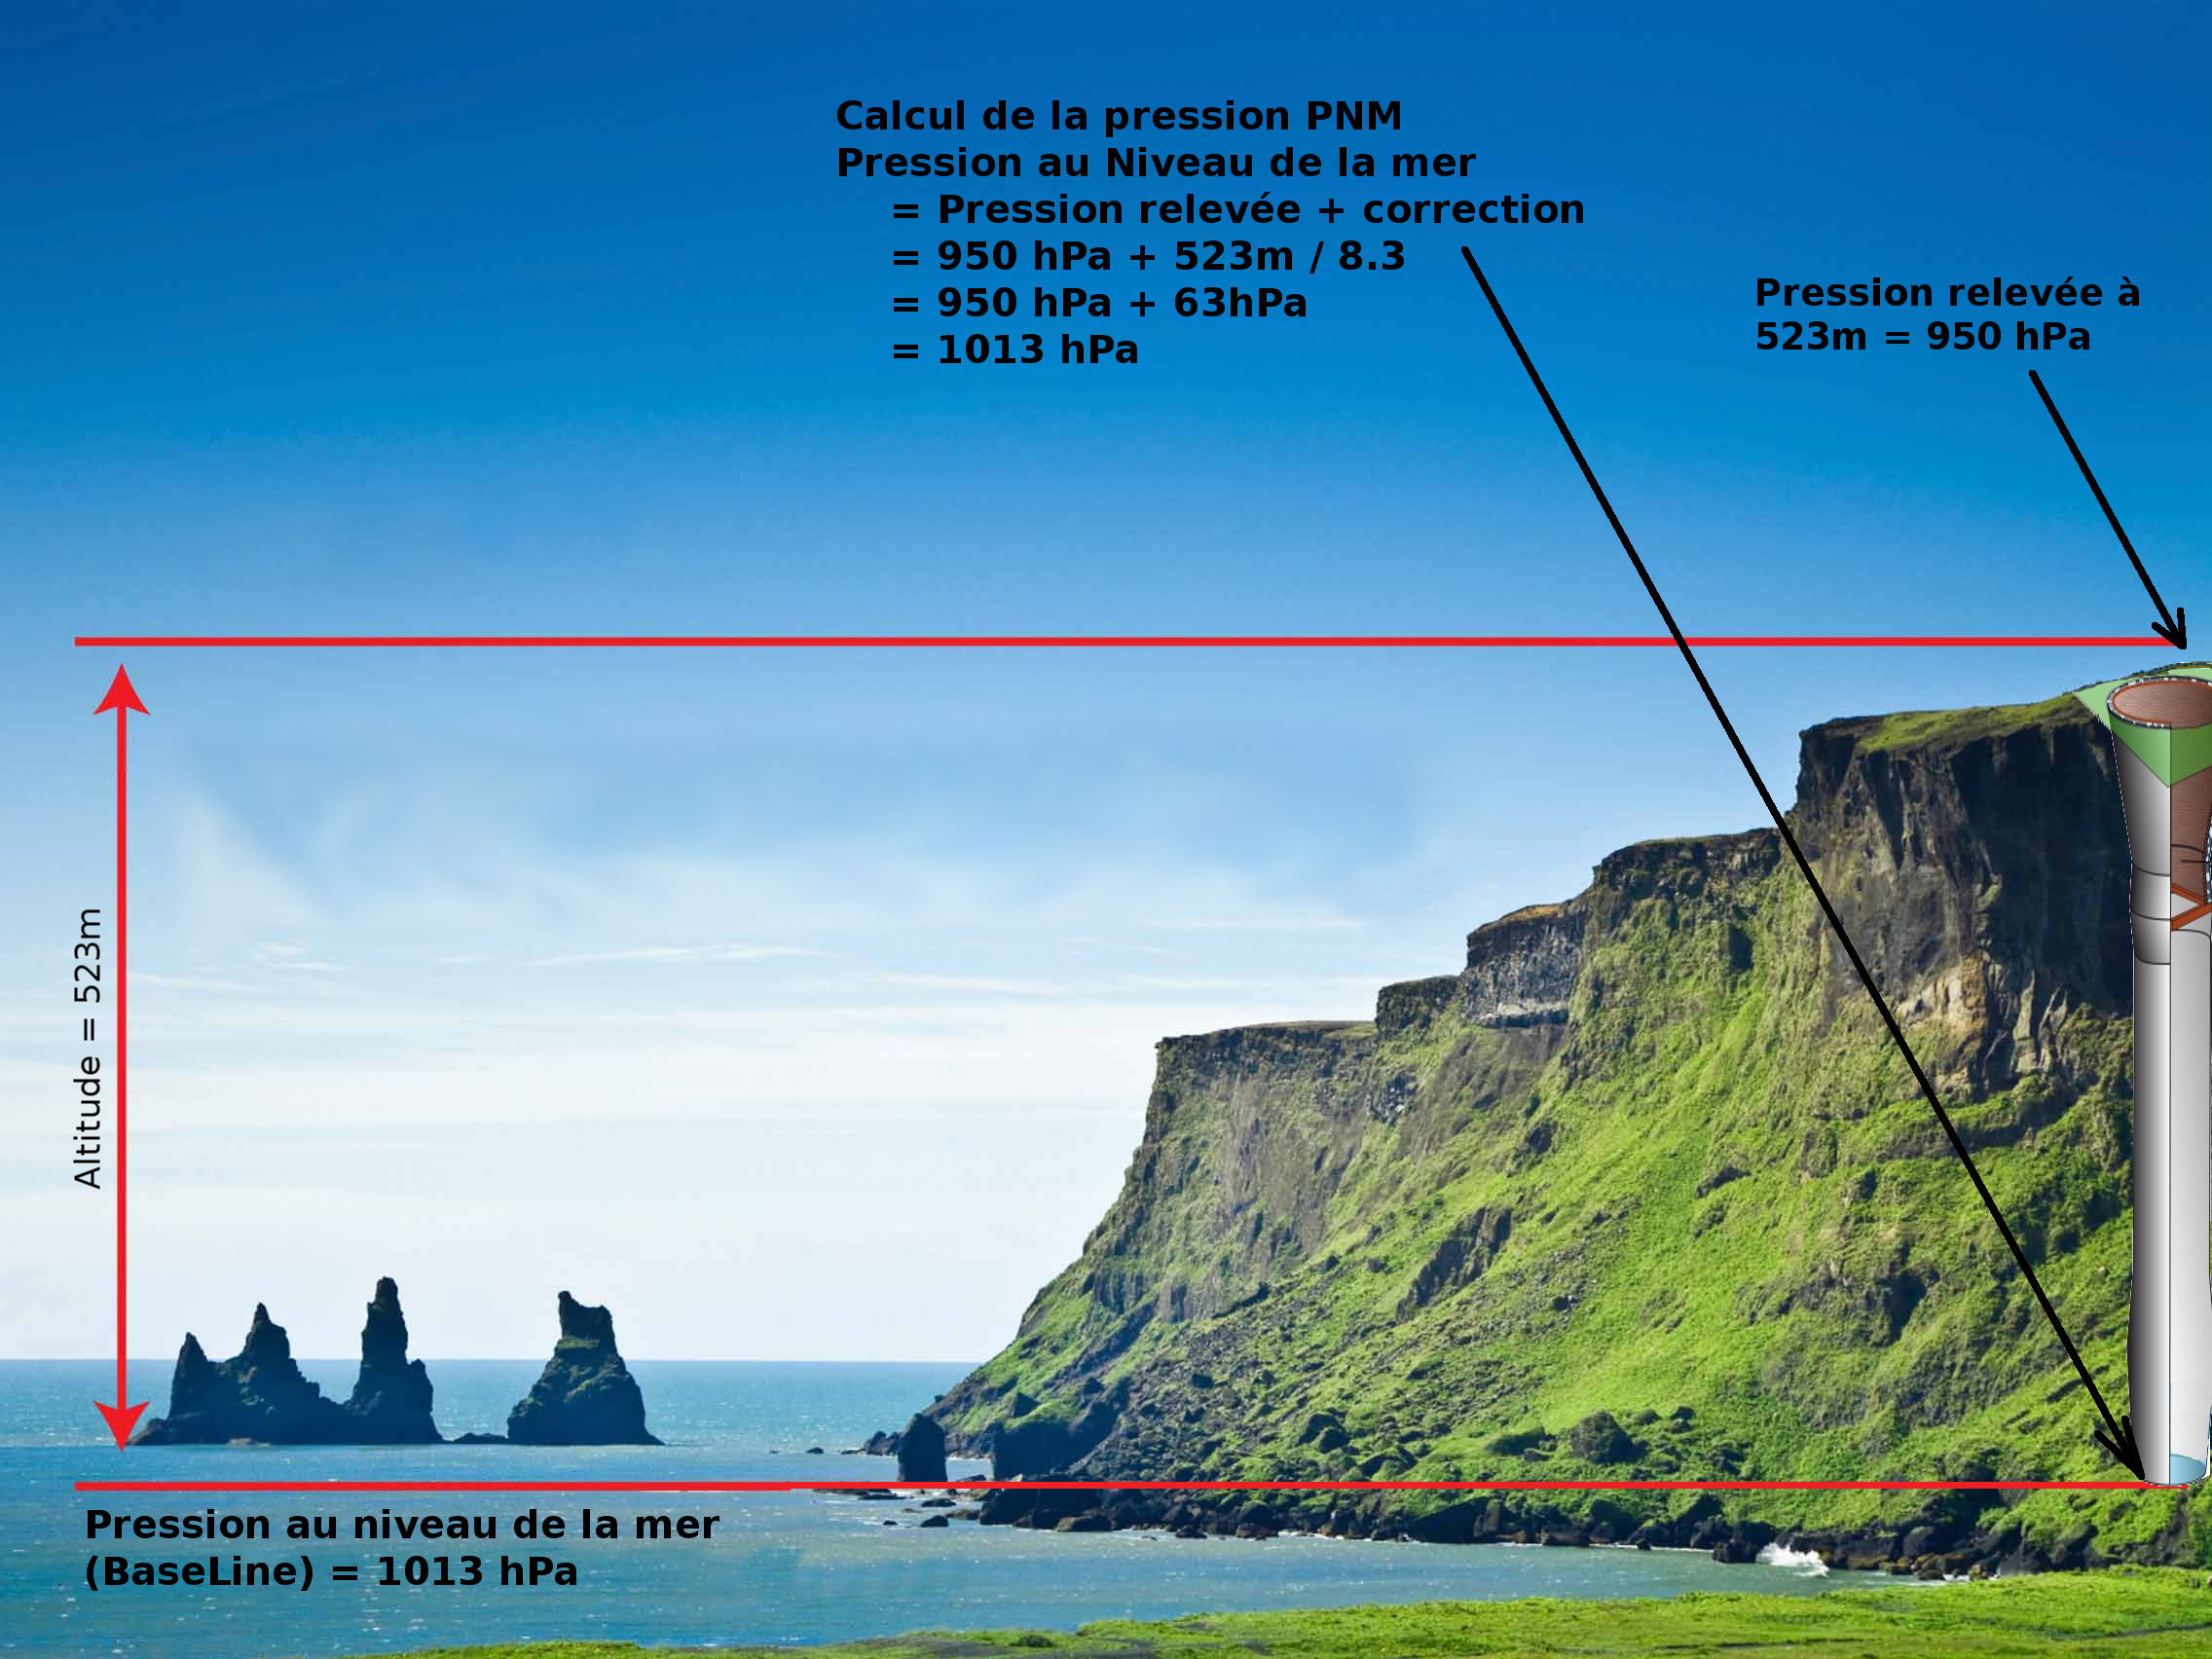 Calcul de la pression PNM
Pression au Niveau de la mer
= Pression relevée + correction
= 950 hPa + 523m / 8.3
= 950 hPa + 63hPa
= 1013 hPa
Pression relevée à
523m = 950 hPa
Altitude = 523m
Pression au niveau de la mer
(BaseLine) = 1013 hPa